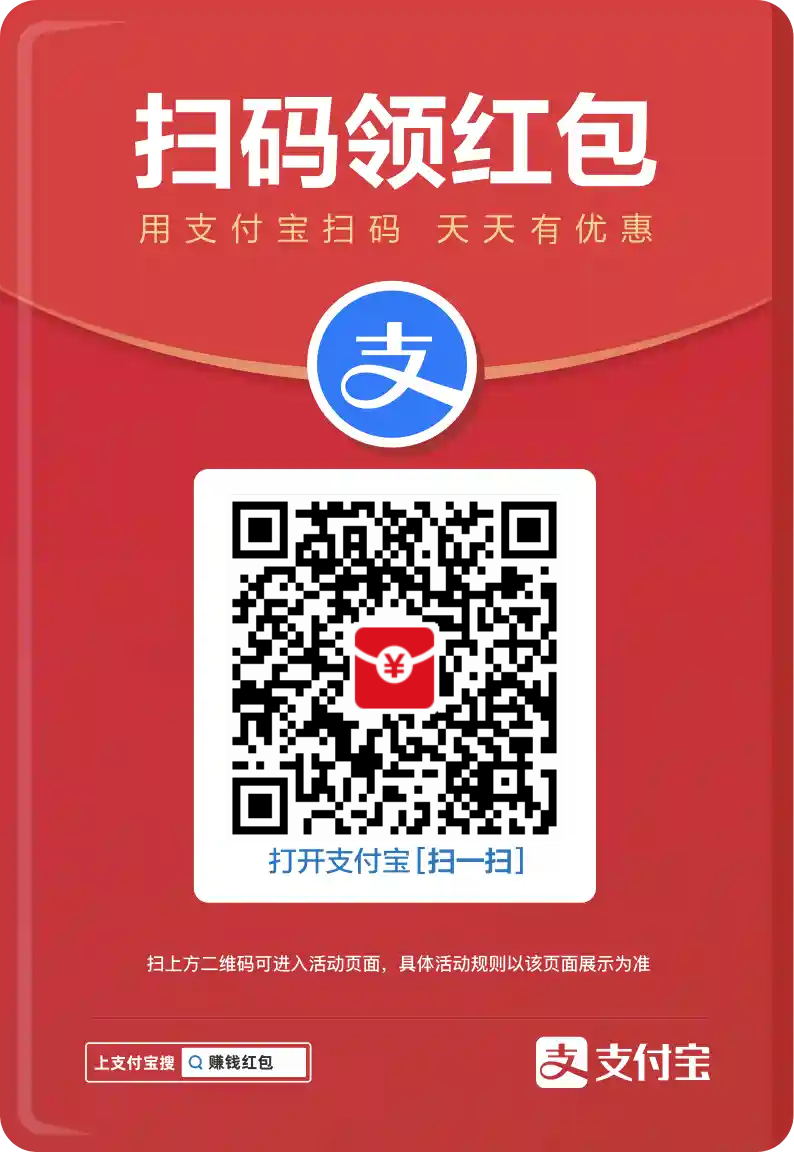 扫码领红包
用支付宝扫码 天天有优惠
支
¥
打开支付宝[扫一扫]
扫上方二维码可进入活动页面，具体活动规则以该页面展示为准
上支付宝搜 赚钱红包
支 支付宝